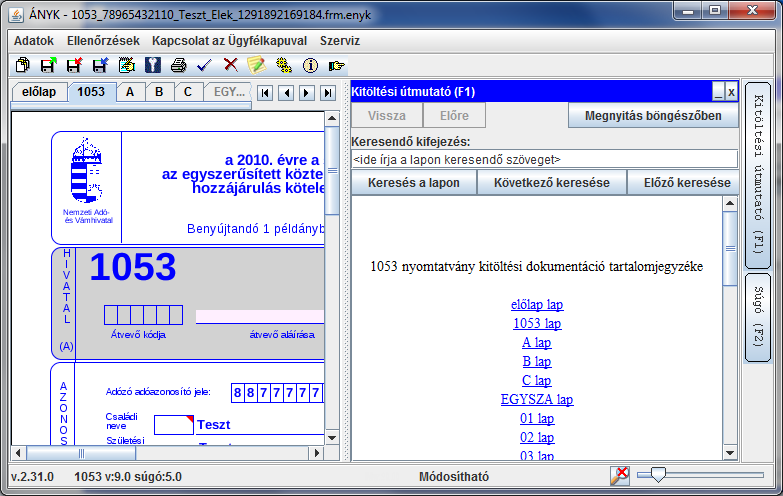 ÁNYK - 1053_78965432110_Teszt_Elek_1291892169184.frm.enyk
Adatok Ellenőrzések Kapcsolat az Ügyfélkapuval Szerviz
előlap 1053 A B C EGY...
Nemzeti Adó-
és Vámhivatal
a 2010. évre a
az egyszerűsített közte
hozzájárulás kötele
Benyújtandó 1 példányb
HIVATAL
(A)
1053
Átvevő kódja átvevő aláírása
AZONOS
Adózó adóazonosító jele: 8 8 7 7 7 7 7
Családi
neve
Teszt
Születési
Kitöltési útmutató (F1)
Vissza Előre Megnyitás böngészőben
Keresendő kifejezés:
<ide írja a lapon keresendő szöveget>
Keresés a lapon Következő keresése Előző keresése
1053 nyomtatvány kitöltési dokumentáció tartalomjegyzéke
előlap lap
1053 lap
A lap
B lap
C lap
EGYSZA lap
01 lap
02 lap
03 lap
Kitöltési útmutató (F1)
Súgó (F2)
v.2.31.0 1053 v:9.0 súgó:5.0 Módosítható